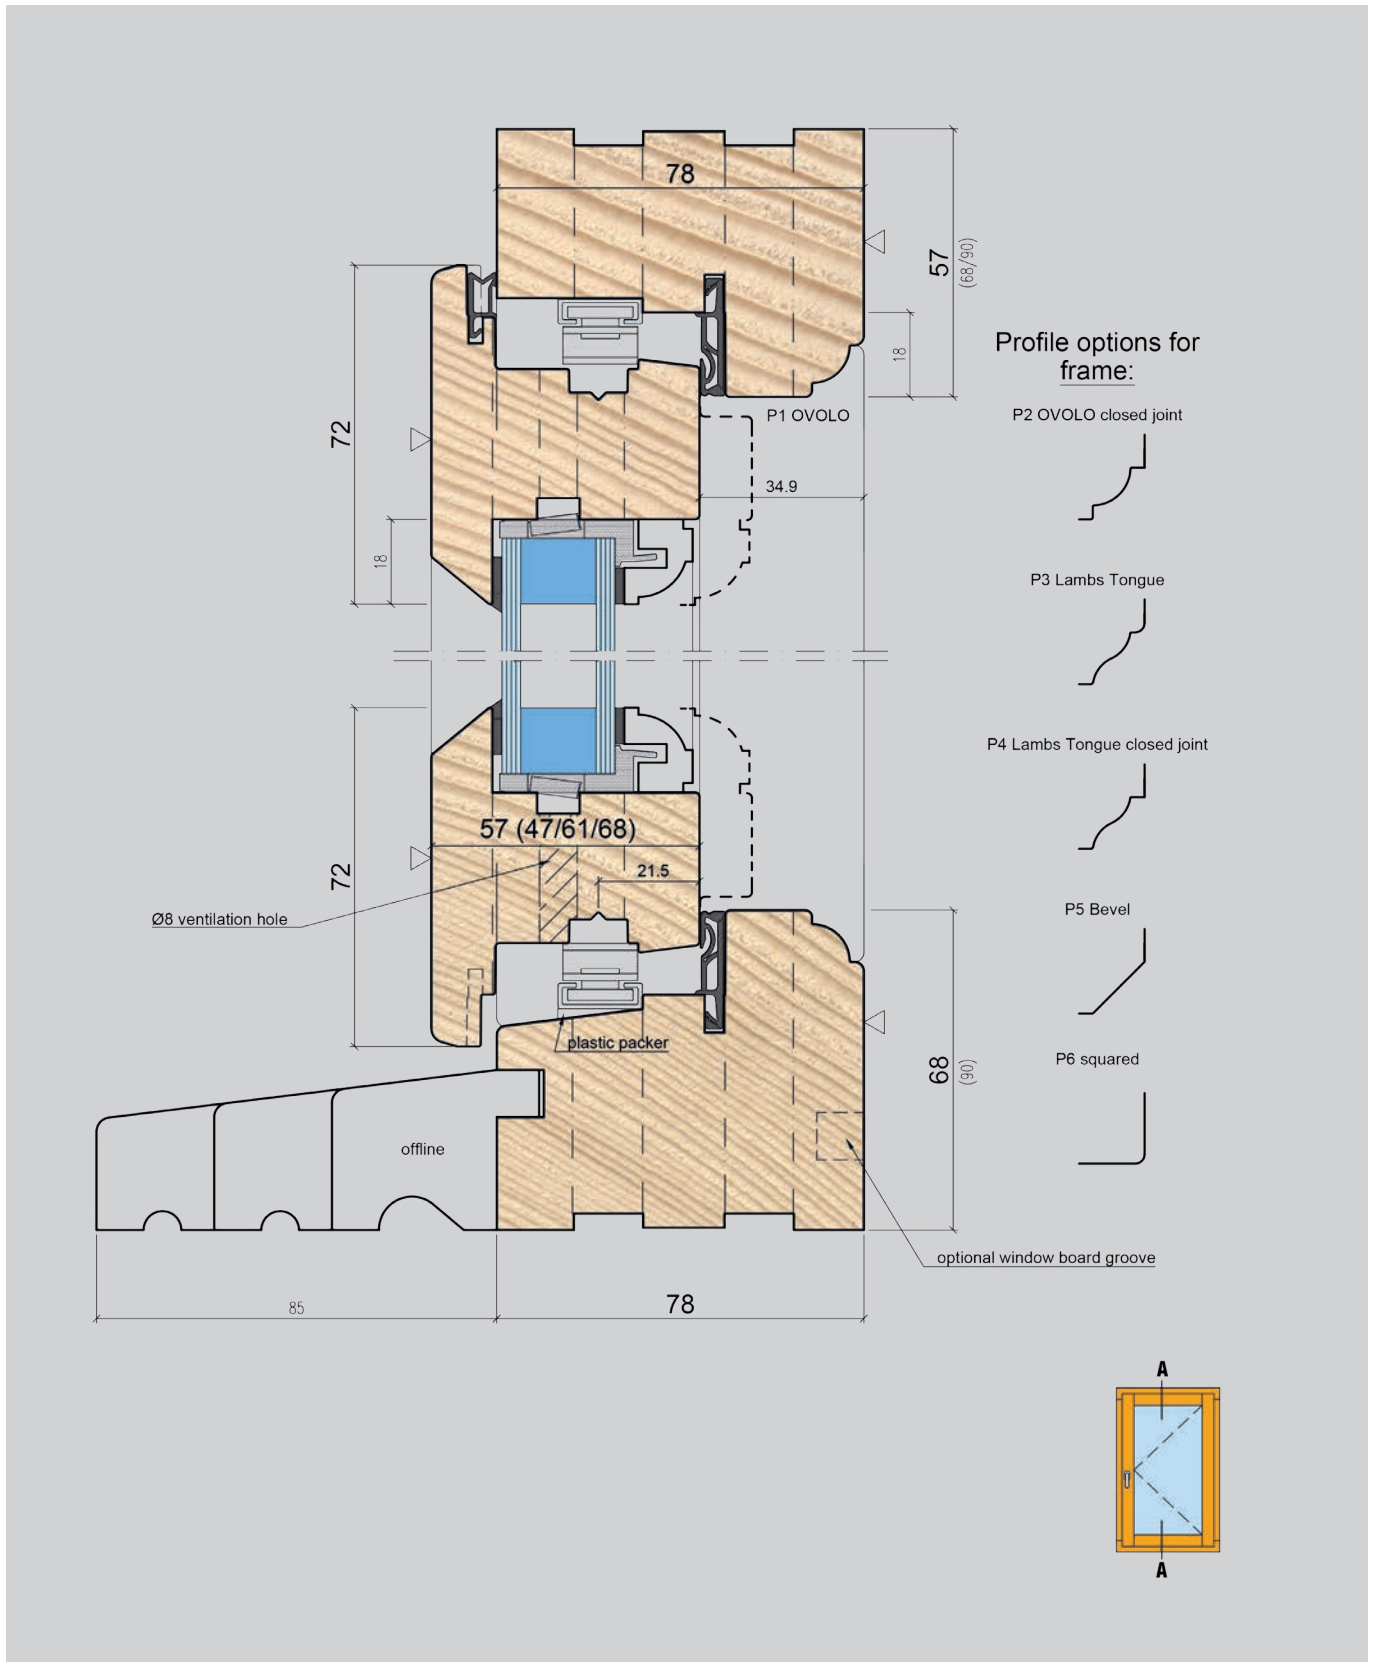 78
57
(68/90)
18
Profile options for
frame:
P1 OVOLO
P2 OVOLO closed joint
72
34.9
18
P3 Lambs Tongue
P4 Lambs Tongue closed joint
57 (47/61/68)
21.5
72
Ø8 ventilation hole
P5 Bevel
plastic packer
68
(90)
P6 squared
offline
optional window board groove
85
78
A
A